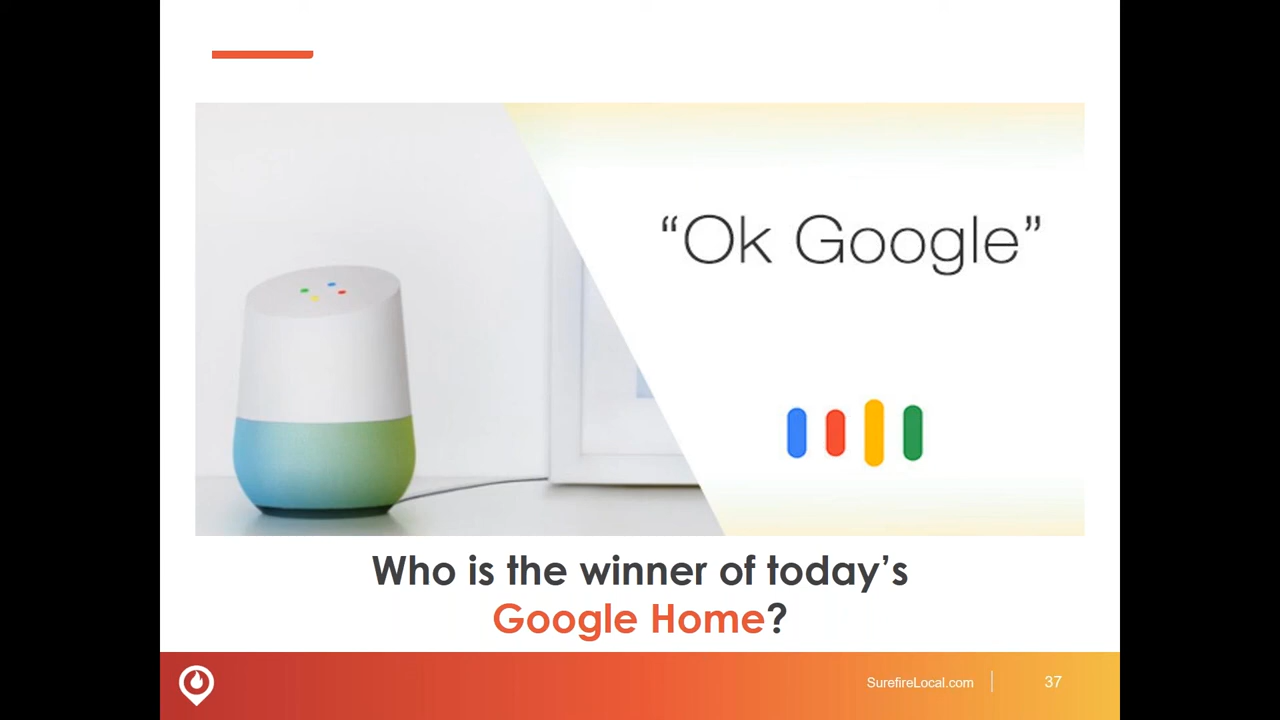 “Ok Google”
Who is the winner of today’s
Google Home?
SurefireLocal.com
37